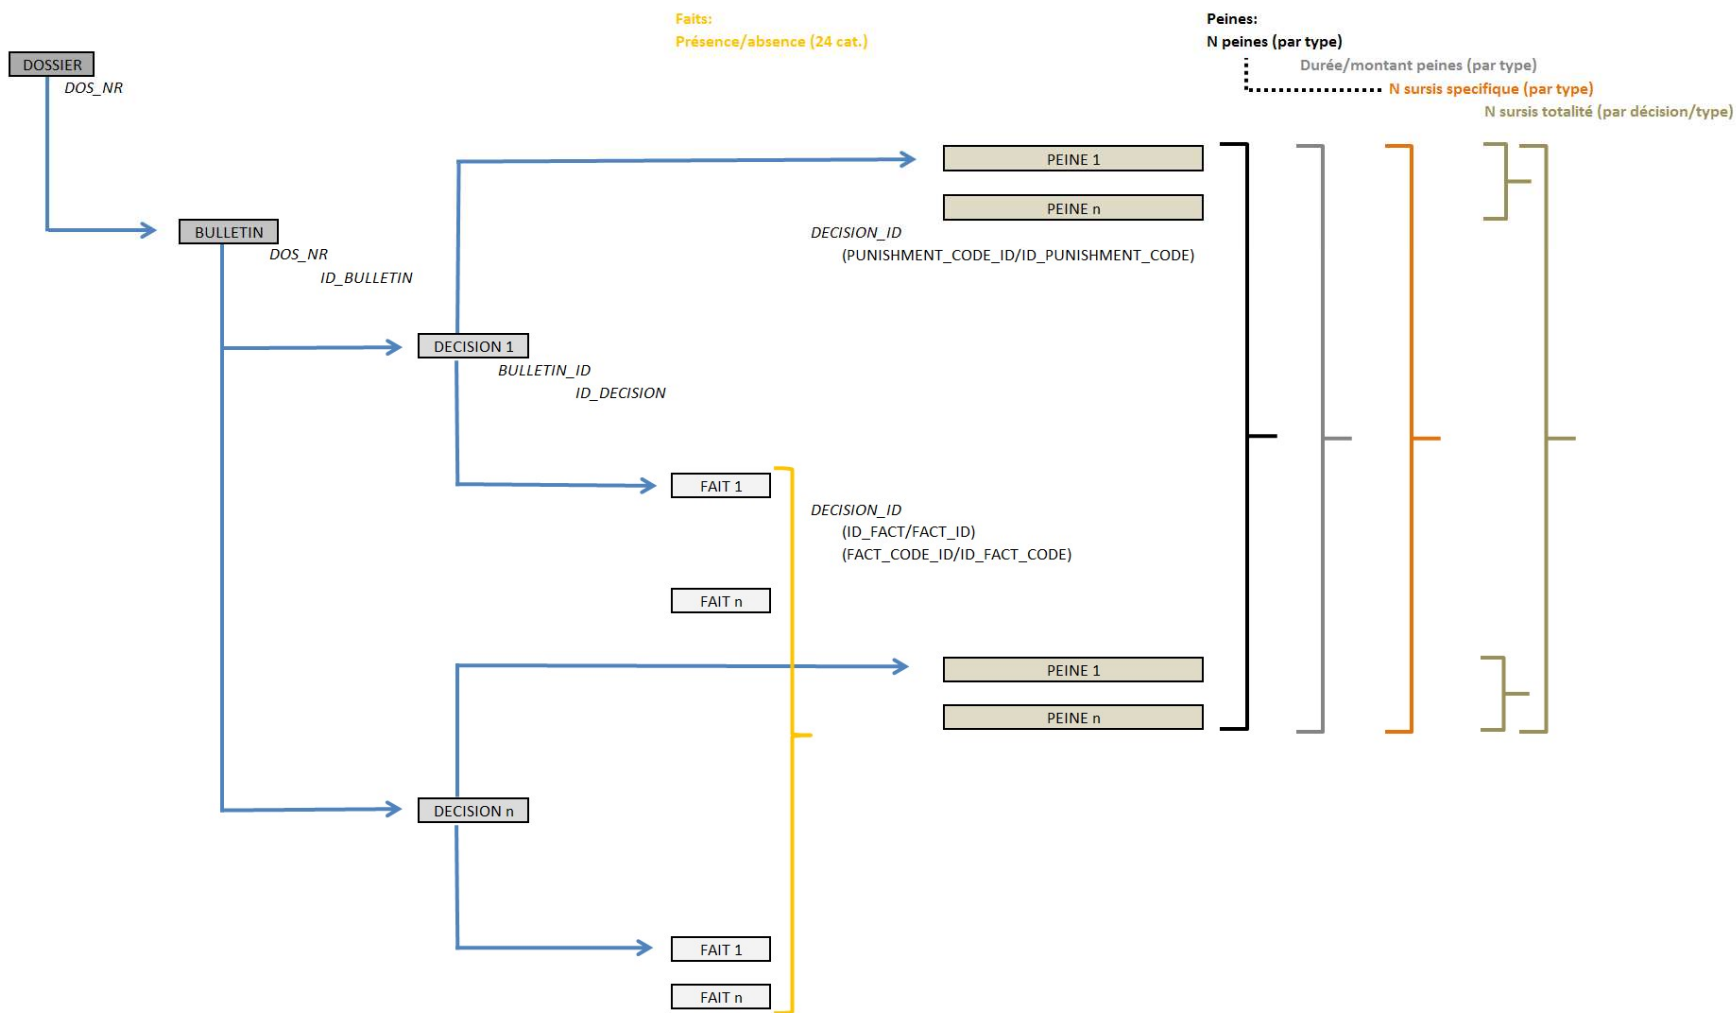 Faits:
Présence/absence (24 cat.)
Peines:
N peines (par type)
Durée/montant peines (par type)
N sursis specifique (par type)
N sursis totalité (par décision/type)
DOSSIER
DOS_NR
BULLETIN
DOS_NR
ID_BULLETIN
PEINE 1
PEINE n
DECISION_ID
(PUNISHMENT_CODE_ID/ID_PUNISHMENT_CODE)
DECISION 1
BULLETIN_ID
ID_DECISION
FAIT 1
DECISION_ID
(ID_FACT/FACT_ID)
(FACT_CODE_ID/ID_FACT_CODE)
FAIT n
PEINE 1
PEINE n
DECISION n
FAIT 1
FAIT n